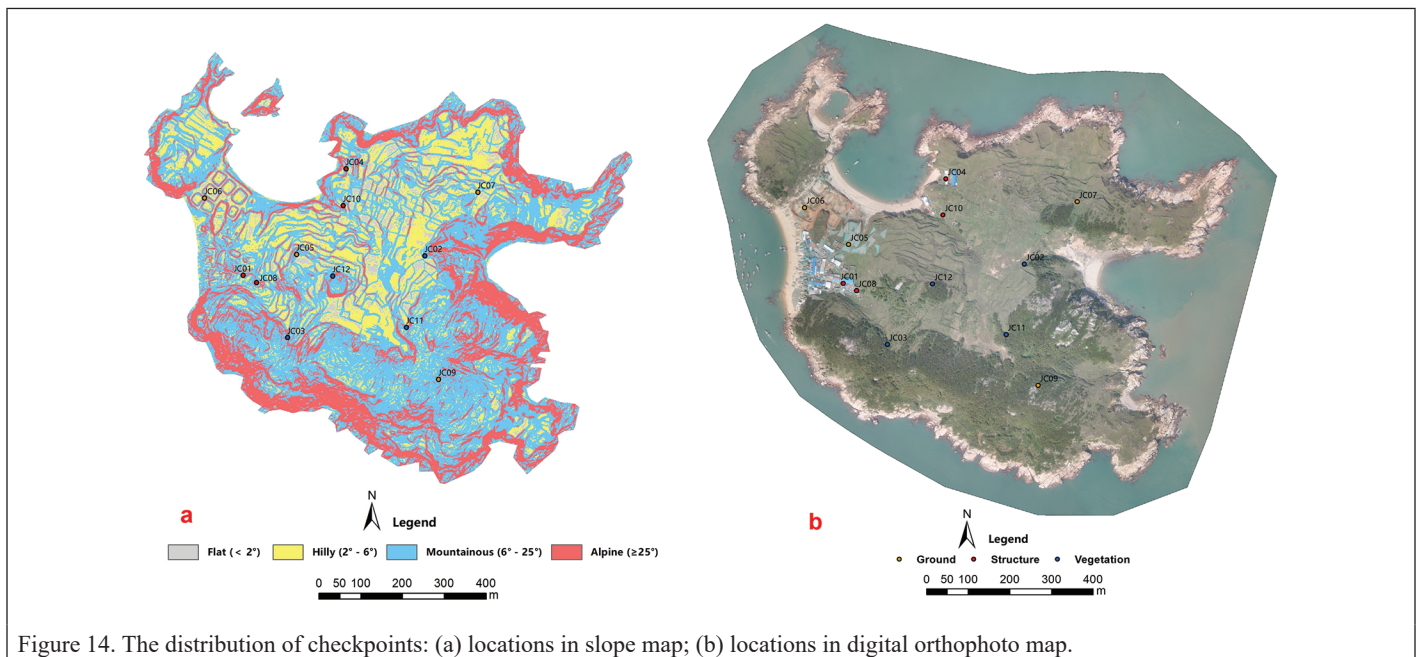 JC04
JC07
JC06
JC10
JC05
JC02
JC01
JC12
JC08
JC11
JC03
JC09
a
N
Legend
Flat (< 2°) Hilly (2° - 6°) Mountainous (6° - 25°) Alpine (≥25°)
0 50 100 200 300 400
m
JC04
JC07
JC06
JC10
JC05
JC02
JC01
JC12
JC08
JC11
JC03
JC09
b
N
Legend
Ground Structure Vegetation
0 50 100 200 300 400
m
Figure 14. The distribution of checkpoints: (a) locations in slope map; (b) locations in digital orthophoto map.